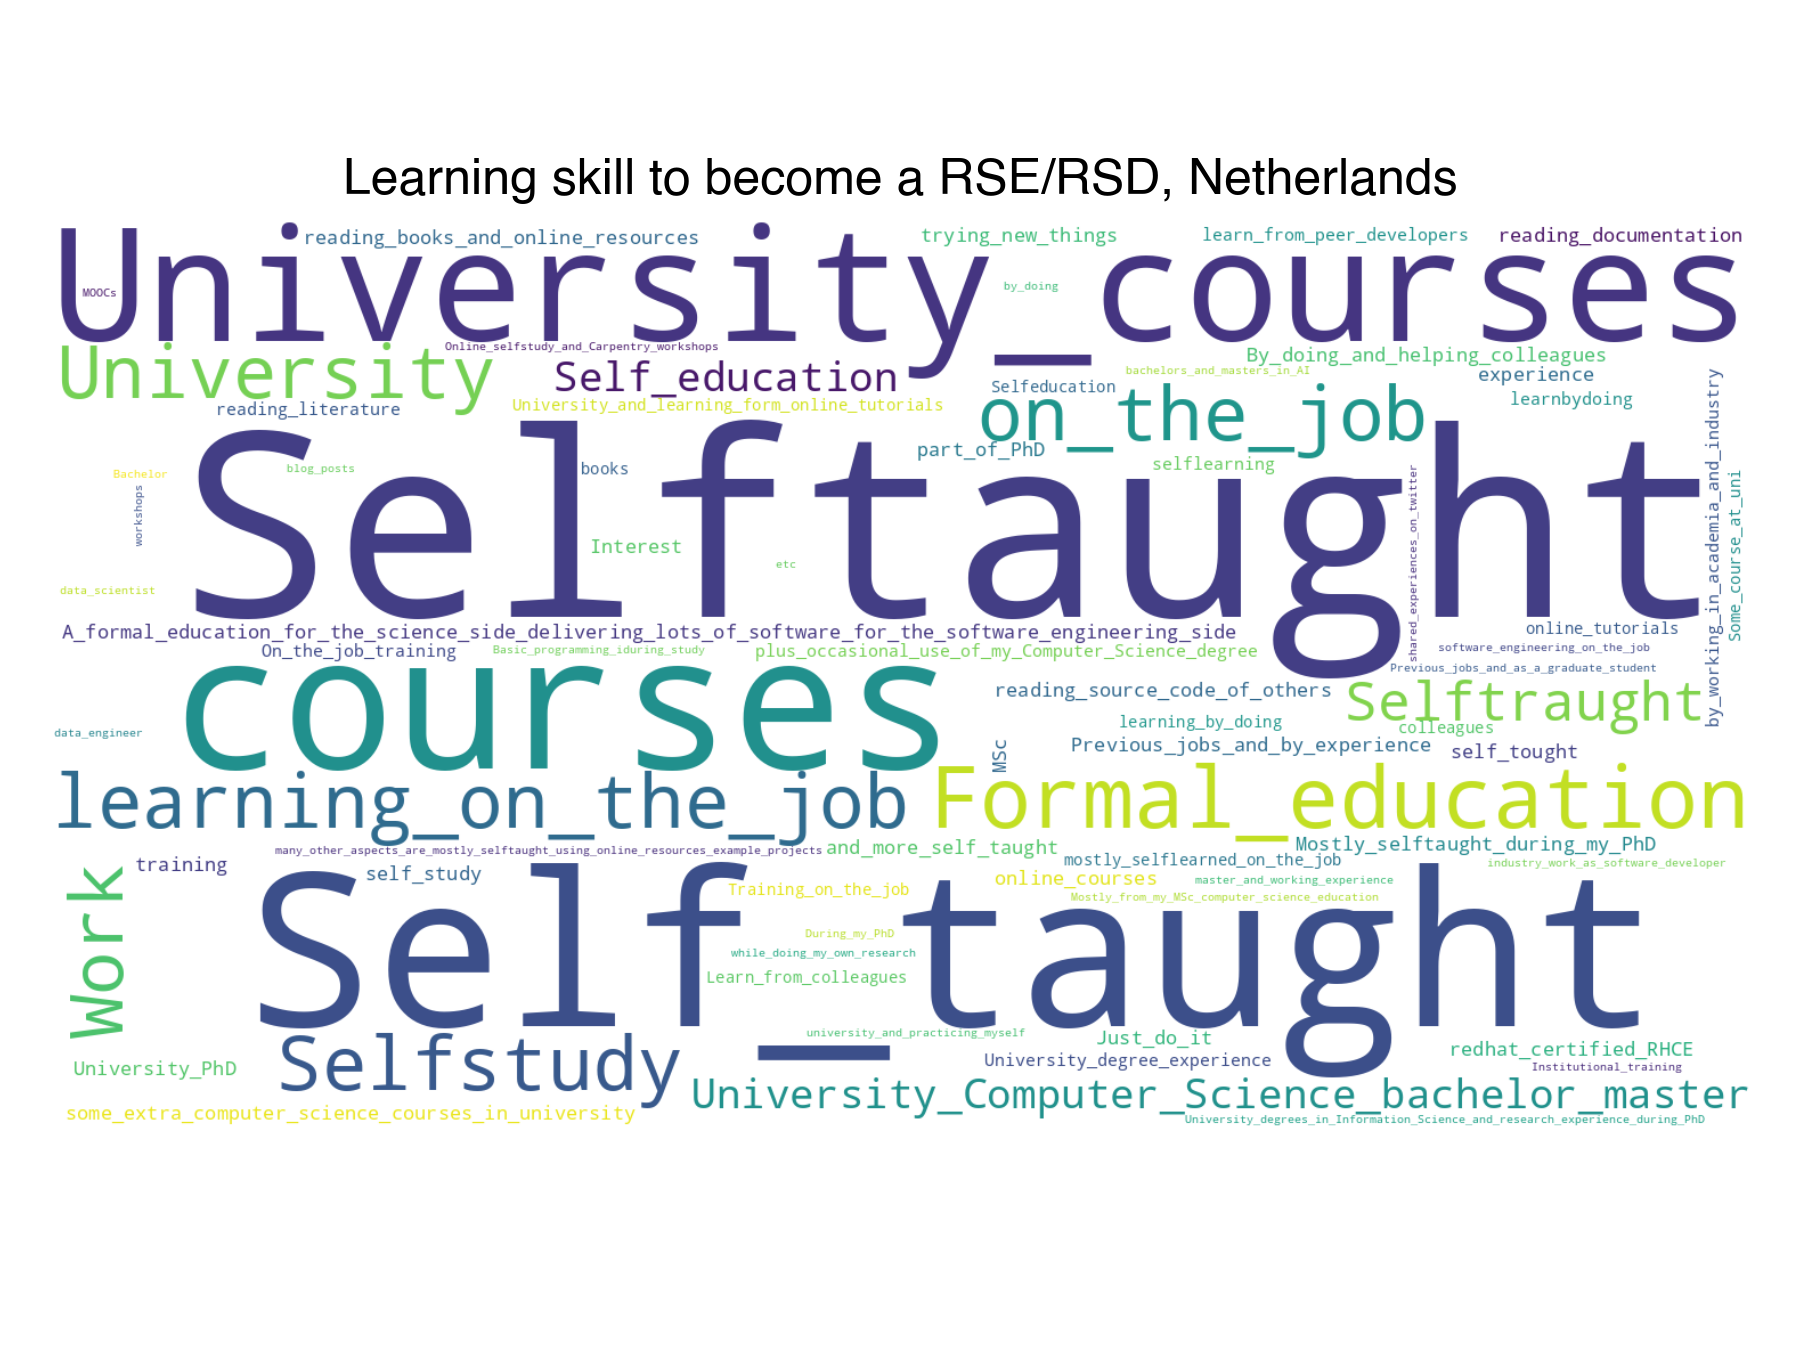 Learning skill to become a RSE/RSD, Netherlands
University_courses
reading_books_and_online_resources
trying_new_things
learn_from_peer_developers
reading_documentation
MOOCs
by_doing
Online_selfstudy_and_Carpentry_workshops
University
Self_education
By_doing_and_helping_colleagues
bachelors_and_masters_in_AI
experience
Selfeducation
on_the_job
learnbydoing
reading_literature
University_and_learning_form_online_tutorials
by_working_in_academia_and_industry
Selftaught
part_of_PhD
selflearning
Bachelor
blog_posts
books
workshops
shared_experiences_on_twitter
Some_course_at_uni
Interest
etc
data_scientist
A_formal_education_for_the_science_side_delivering_lots_of_software_for_the_software_engineering_side
online_tutorials
On_the_job_training
Basic_programming_iduring_study
plus_occasional_use_of_my_Computer_Science_degree
software_engineering_on_the_job
Previous_jobs_and_as_a_graduate_student
courses
reading_source_code_of_others
Selftraught
learning_by_doing
colleagues
data_engineer
MSc
Previous_jobs_and_by_experience
self_tought
learning_on_the_job
Formal_education
many_other_aspects_are_mostly_selftaught_using_online_resources_example_projects
and_more_self_taught
Mostly_selftaught_during_my_PhD
training
mostly_selflearned_on_the_job
industry_work_as_software_developer
Work
self_study
online_courses
master_and_working_experience
Training_on_the_job
Mostly_from_my_MSc_computer_science_education
Self_taught
During_my_PhD
while_doing_my_own_research
Learn_from_colleagues
university_and_practicing_myself
Just_do_it
redhat_certified_RHCE
Selfstudy
University_PhD
University_degree_experience
Institutional_training
University_Computer_Science_bachelor_master
some_extra_computer_science_courses_in_university
University_degrees_in_Information_Science_and_research_experience_during_PhD